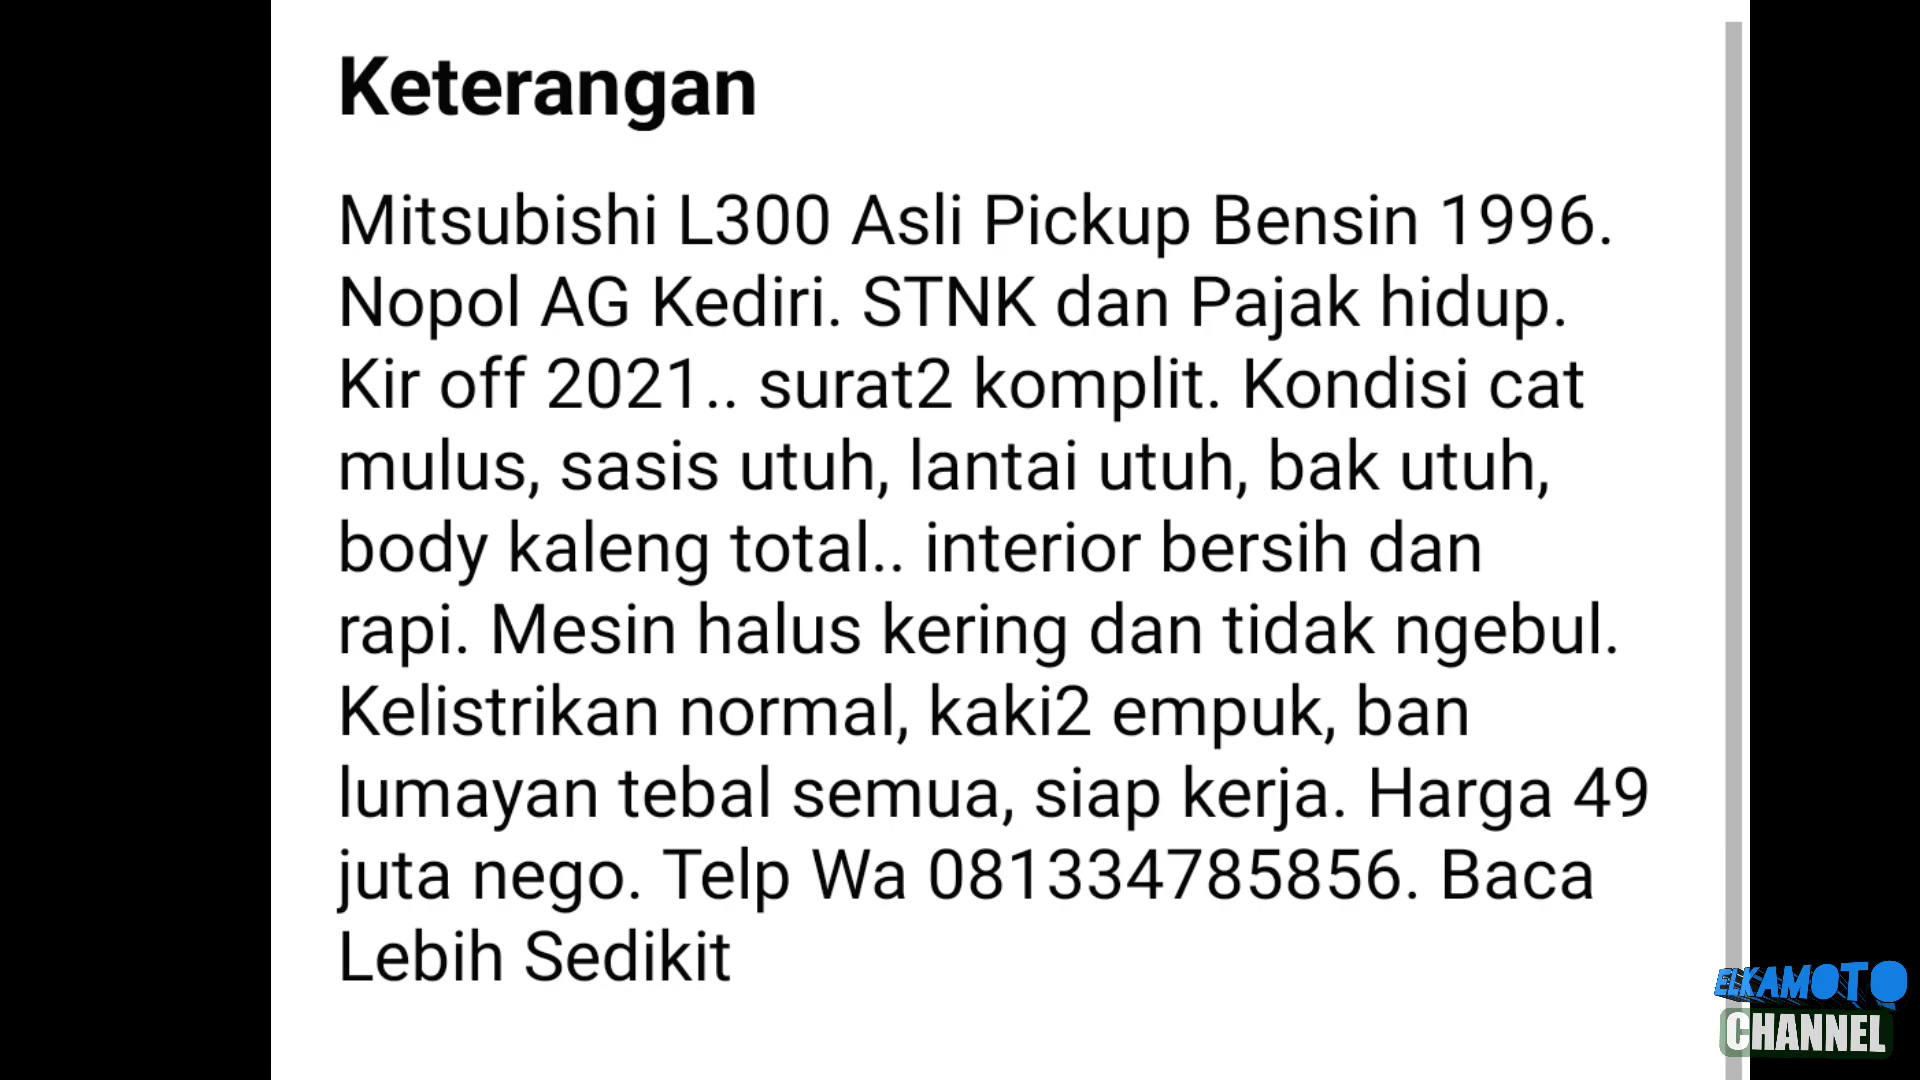 Keterangan
Mitsubishi L300 Asli Pickup Bensin 1996.
Nopol AG Kediri. STNK dan Pajak hidup.
Kir off 2021.. surat2 komplit. Kondisi cat
mulus, sasis utuh, lantai utuh, bak utuh,
body kaleng total.. interior bersih dan
rapi. Mesin halus kering dan tidak ngebul.
Kelistrikan normal, kaki2 empuk, ban
lumayan tebal semua, siap kerja. Harga 49
juta nego. Telp Wa 081334785856. Baca
Lebih Sedikit
ELKAMOTO
CHANNEL